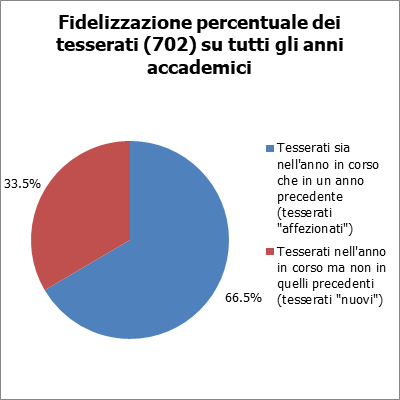 Fidelizzazione percentuale dei
tesserati (702) su tutti gli anni
accademici
33.5%
66.5%
Tesserati sia
nell'anno in corso
che in un anno
precedente
(tesserati
"affezionati")
Tesserati nell'anno
in corso ma non in
quelli precedenti
(tesserati "nuovi")